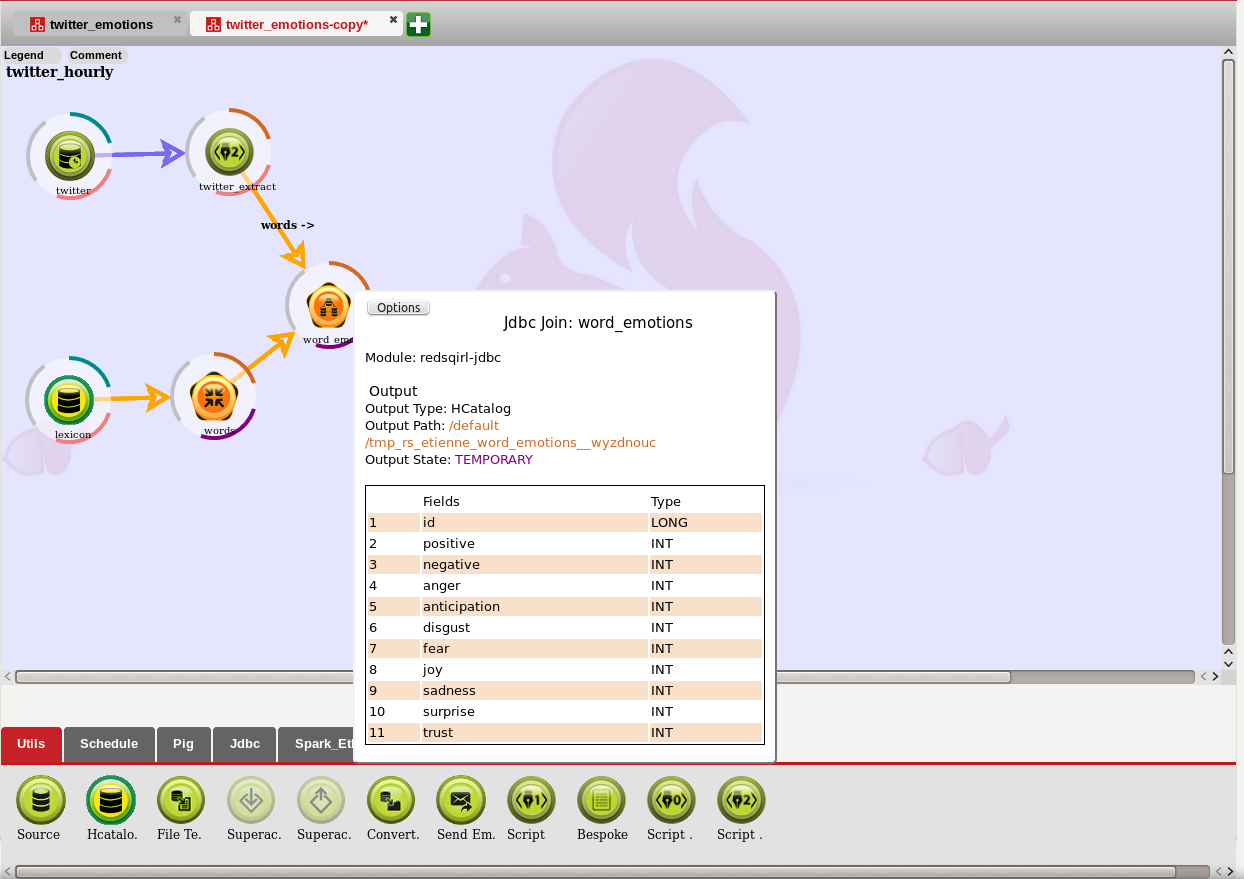 twitter_emotions
twitter_emotions-copy*
Legend
Comment
twitter_hourly
twitter
twitter_extract
words ->
word_emo
lexicon
words
Options
Jdbc Join: word_emotions
Module: redsqirl-jdbc
Output
Output Type: HCatalog
Output Path: /default
/tmp_rs_etienne_word_emotions__wyzdnouc
Output State: TEMPORARY
Fields Type
1 id LONG
2 positive INT
3 negative INT
4 anger INT
5 anticipation INT
6 disgust INT
7 fear INT
8 joy INT
9 sadness INT
10 surprise INT
11 trust INT
Utils Schedule Pig Jdbc
Source Hcatalo. File Te. Superac. Superac. Convert. Send Em. Script Bespoke Script . Script .